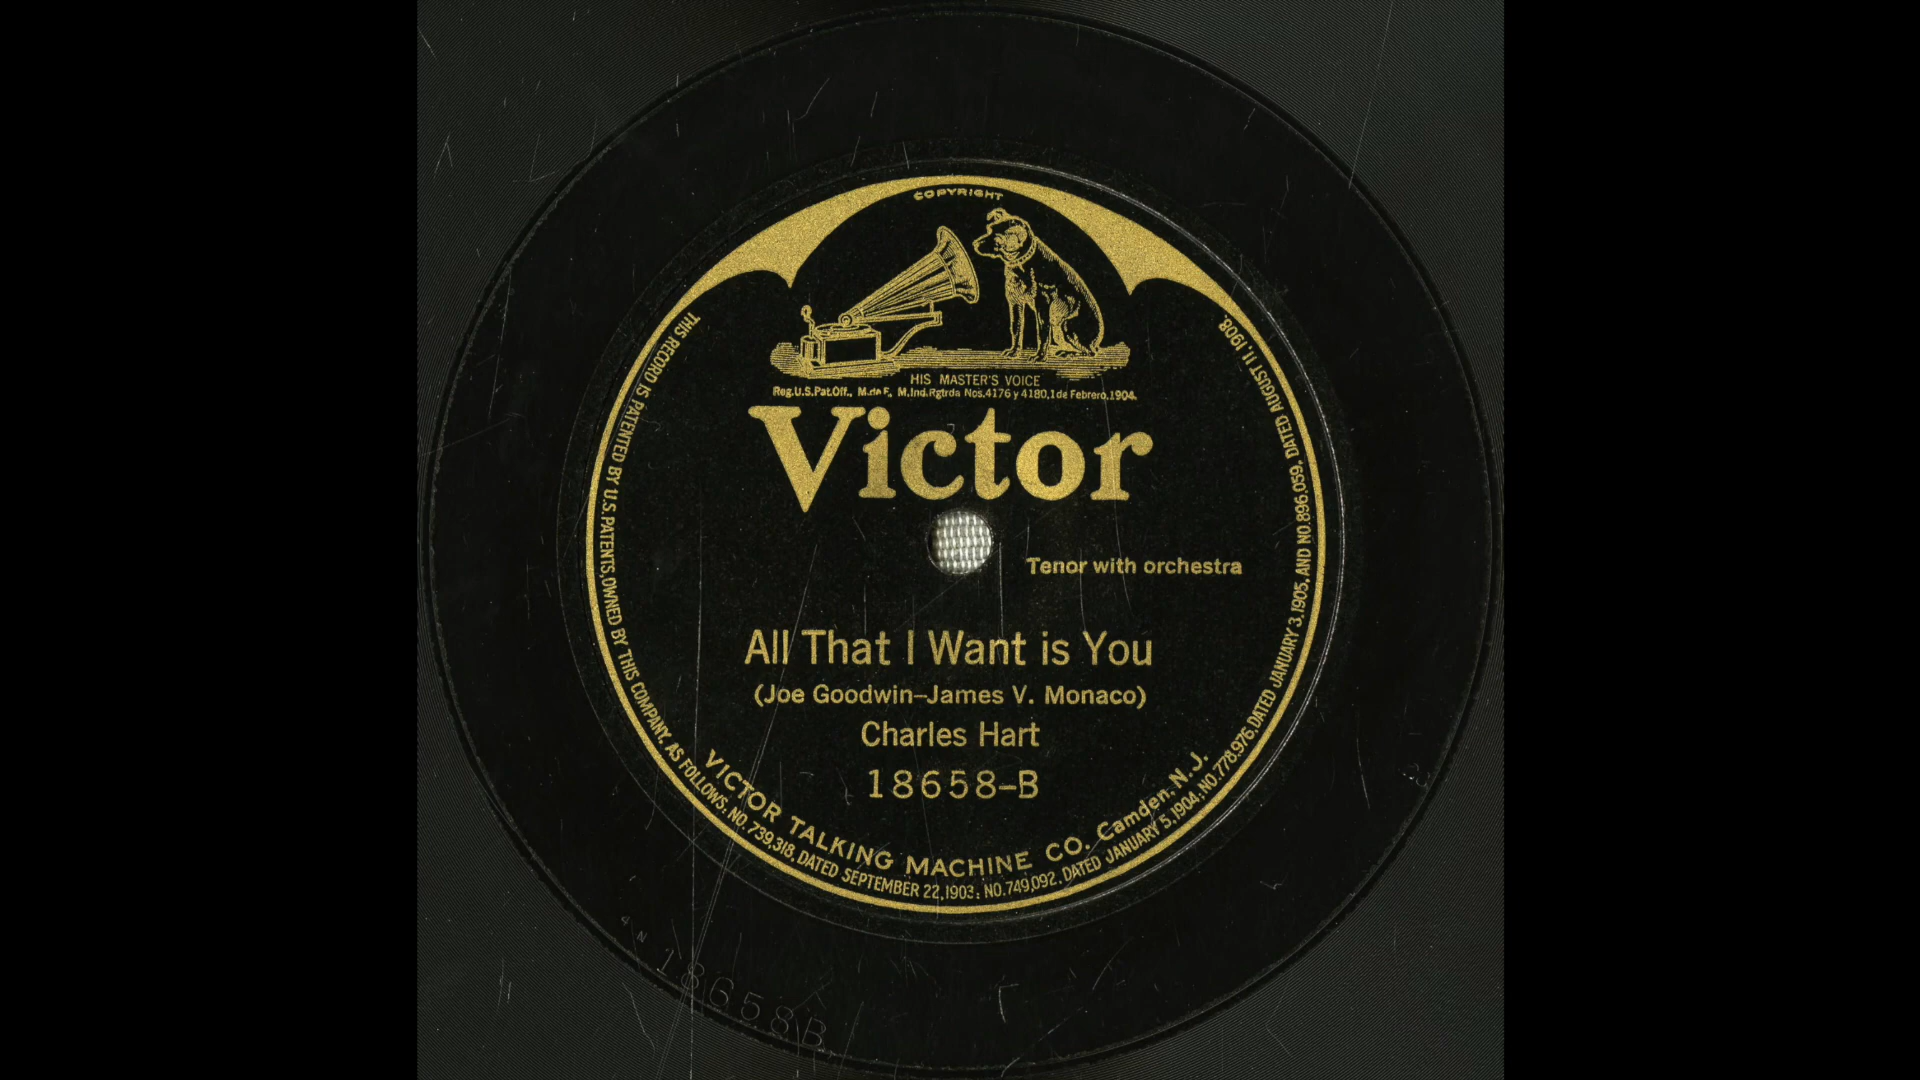 COPYRIGHT
HIS MASTER'S VOICE
Reg.U.S.Pat.Off., M.de F., M.Ind.Rgtrda Nos.4176 y 4180,1de Febrero,1904.
Victor
Tenor with orchestra
All That I Want is You
(Joe Goodwin–James V. Monaco)
Charles Hart
18658–B
VICTOR TALKING MACHINE CO. Camden, N.J.
THIS RECORD IS PATENTED BY U.S.PATENTS,OWNED BY THIS COMPANY, AS FOLLOWS: NO. 739,318, DATED SEPTEMBER 22,1903; NO.749,092, DATED JANUARY 5,1904; NO.778,976, DATED JANUARY 3,1905, AND NO.896,059, DATED AUGUST 11, 1908.
4 N
18658B